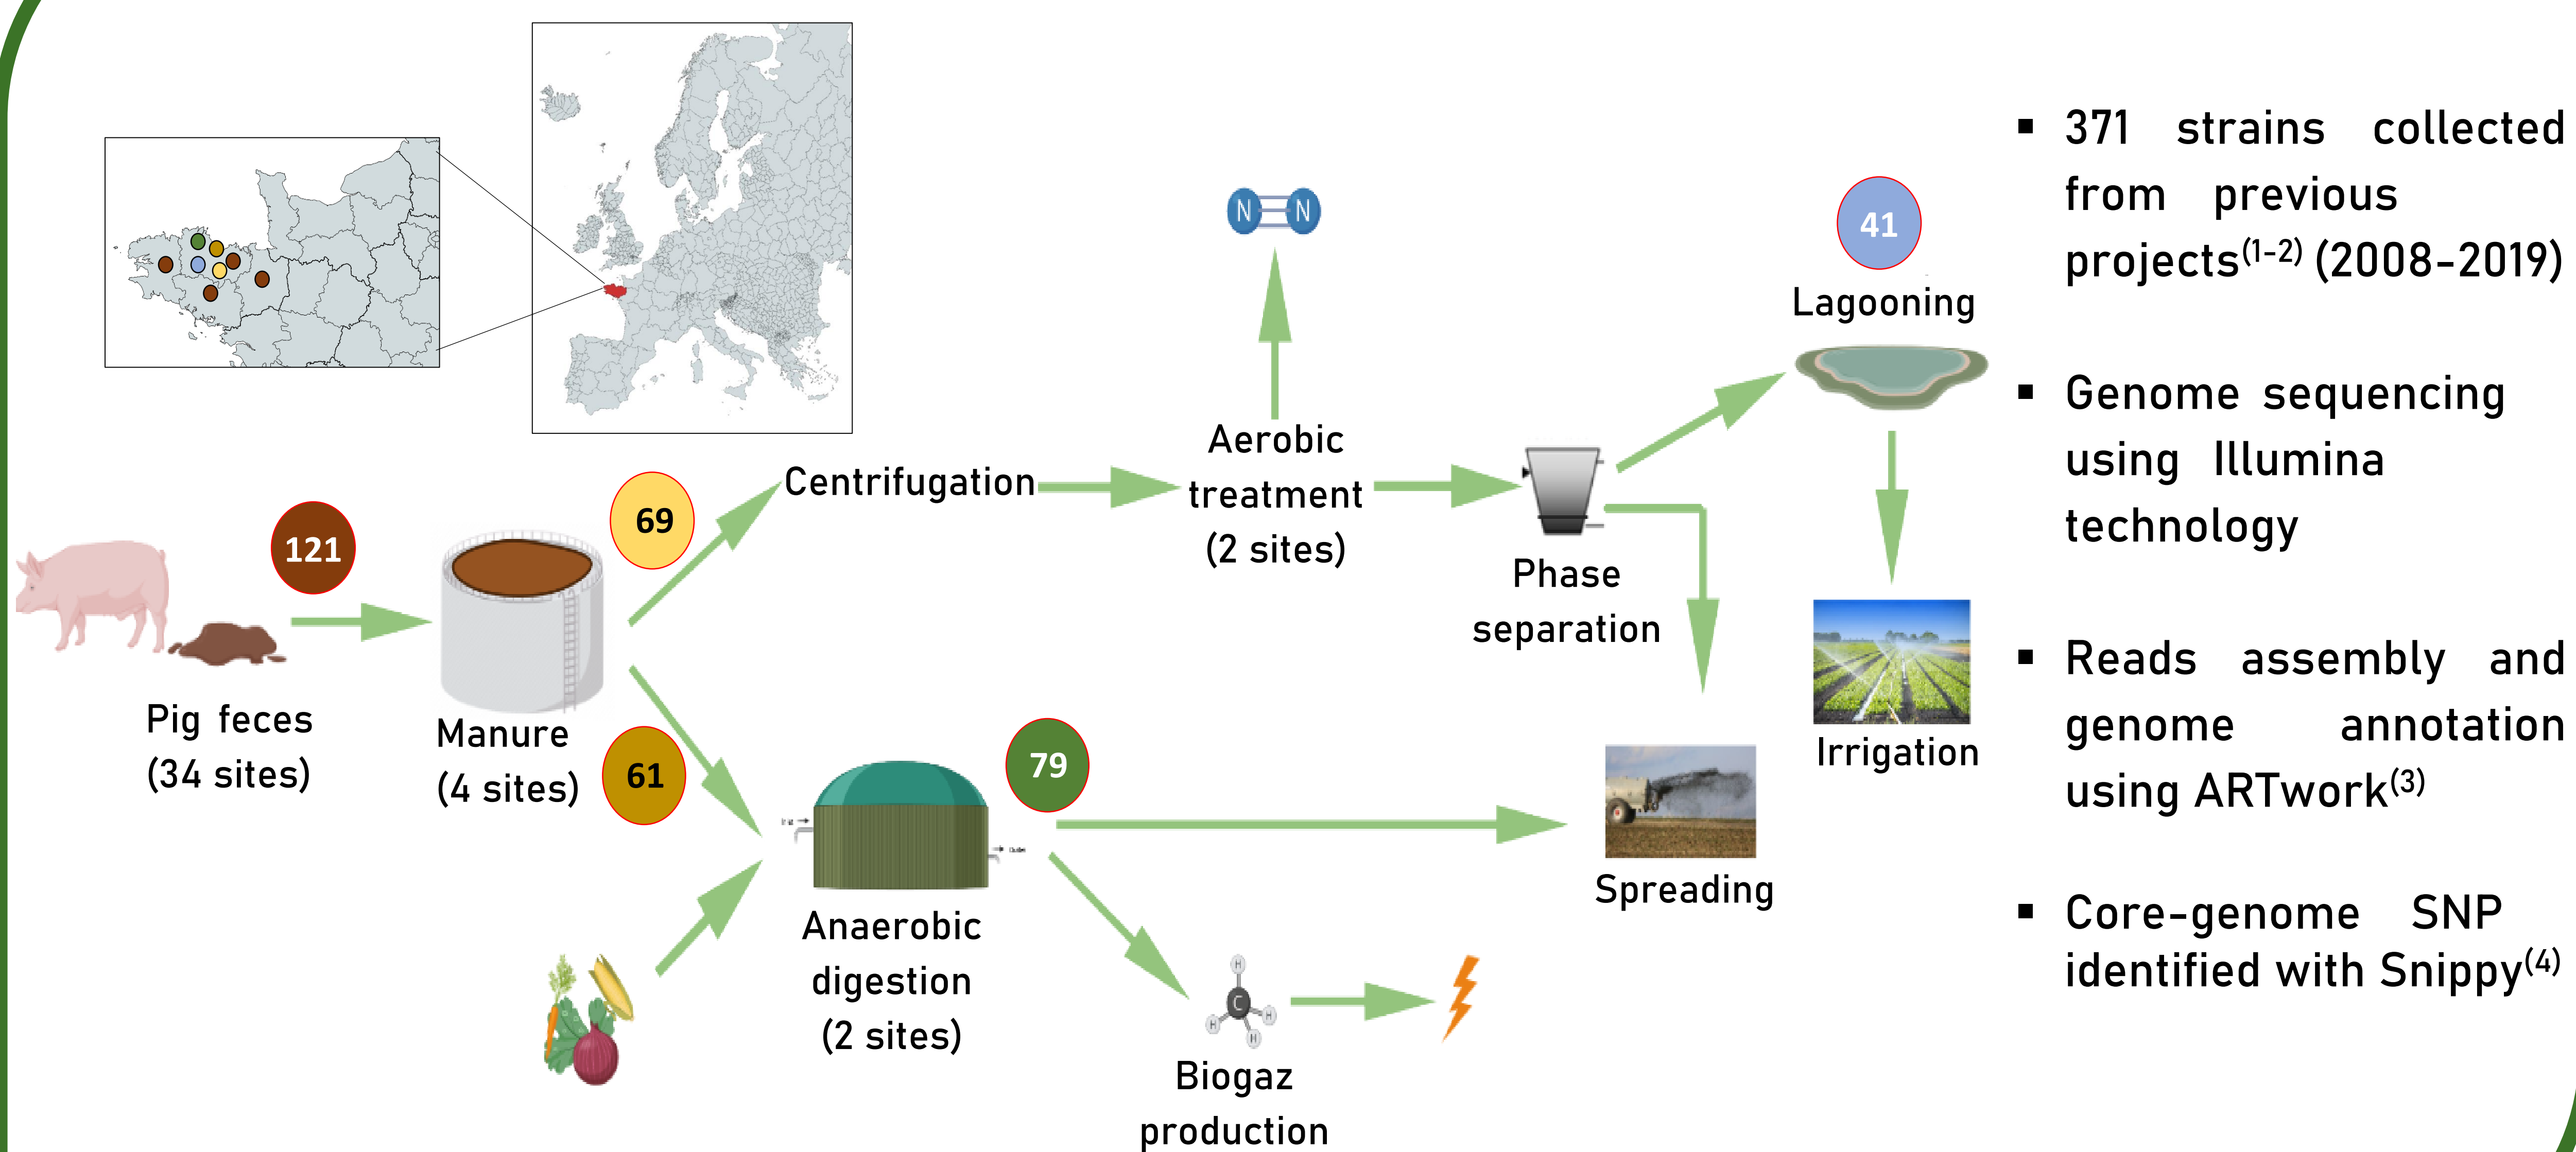 121
Pig feces
(34 sites)
Manure
(4 sites)
69
61
Centrifugation
Aerobic
treatment
(2 sites)
N N
Phase
separation
41
Lagooning
Irrigation
Spreading
79
Anaerobic
digestion
(2 sites)
H
C
H
H
H
Biogaz
production
▪ 371 strains collected
from previous
projects(1-2) (2008-2019)
▪ Genome sequencing
using Illumina
technology
▪ Reads assembly and
genome annotation
using ARTwork(3)
▪ Core-genome SNP
identified with Snippy(4)